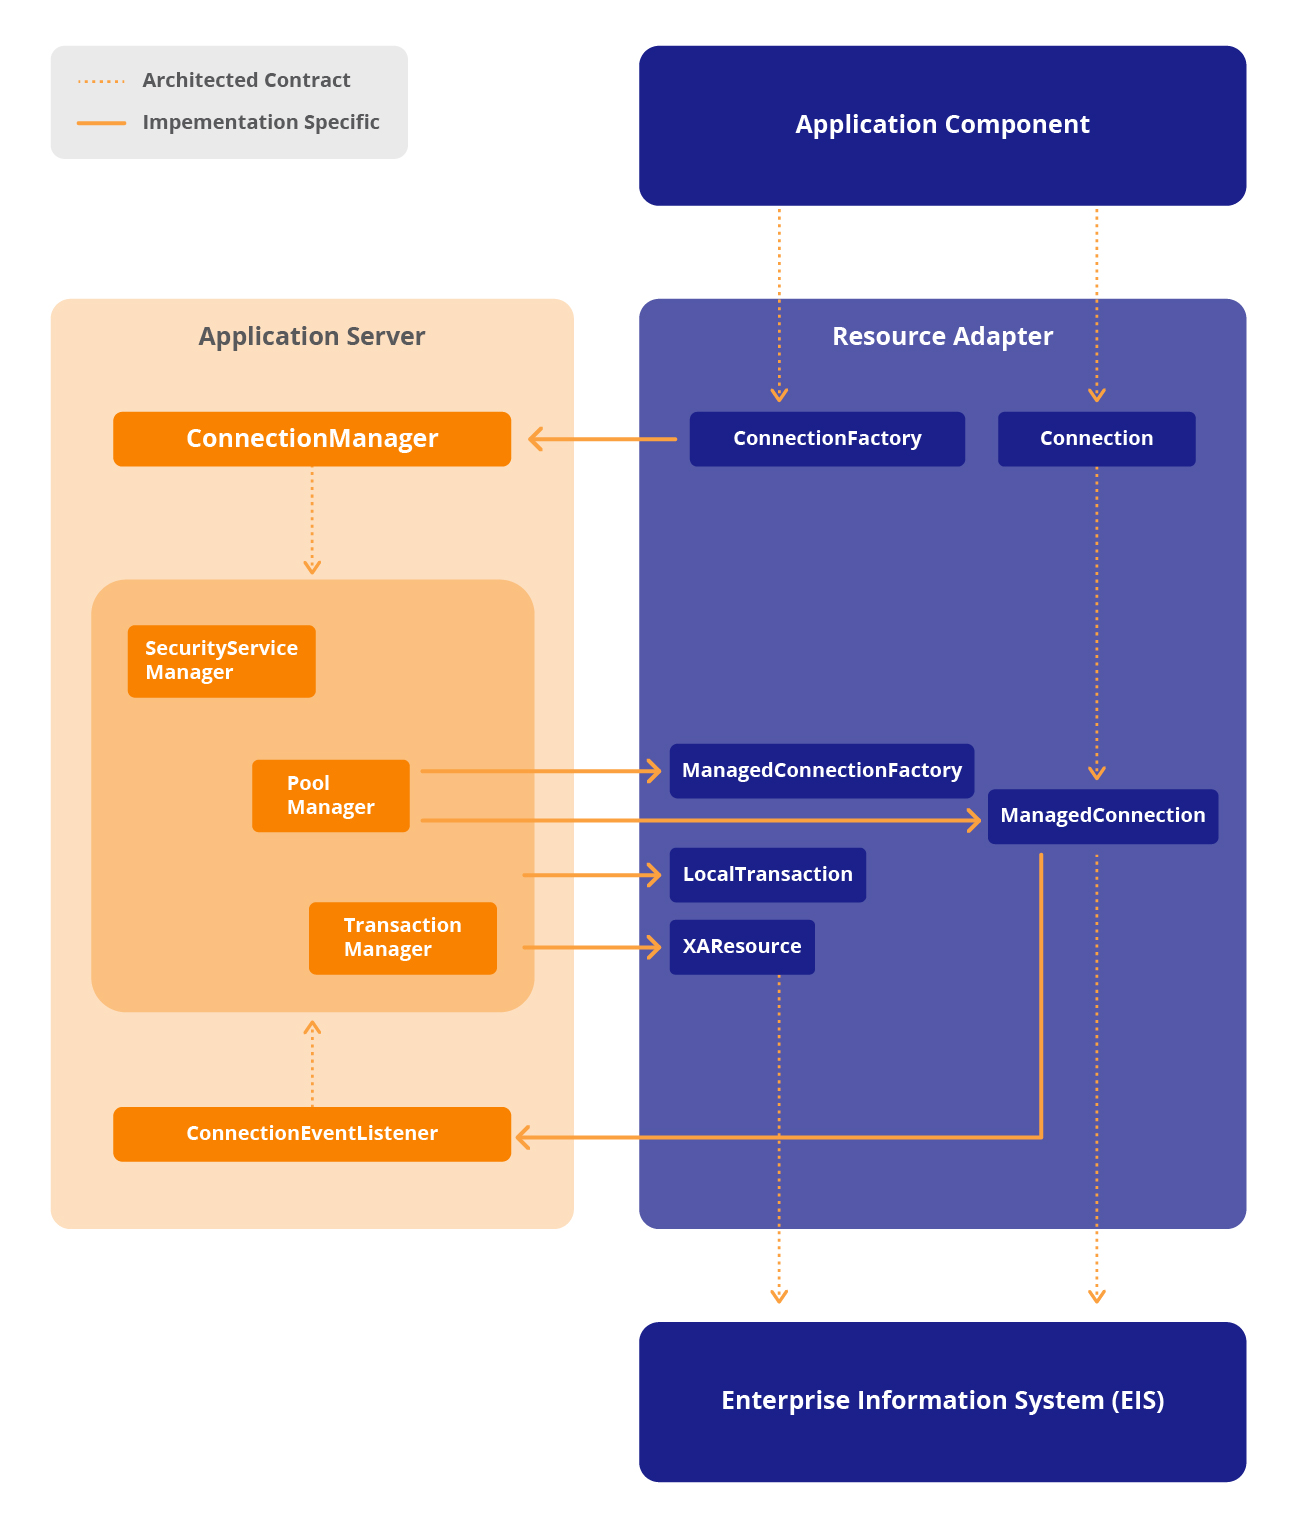 Architected Contract
Impementation Specific
Application Component
Application Server
Resource Adapter
ConnectionManager
ConnectionFactory
Connection
SecurityService
Manager
Pool
Manager
ManagedConnectionFactory
ManagedConnection
LocalTransaction
Transaction
Manager
XAResource
ConnectionEventListener
Enterprise Information System (EIS)